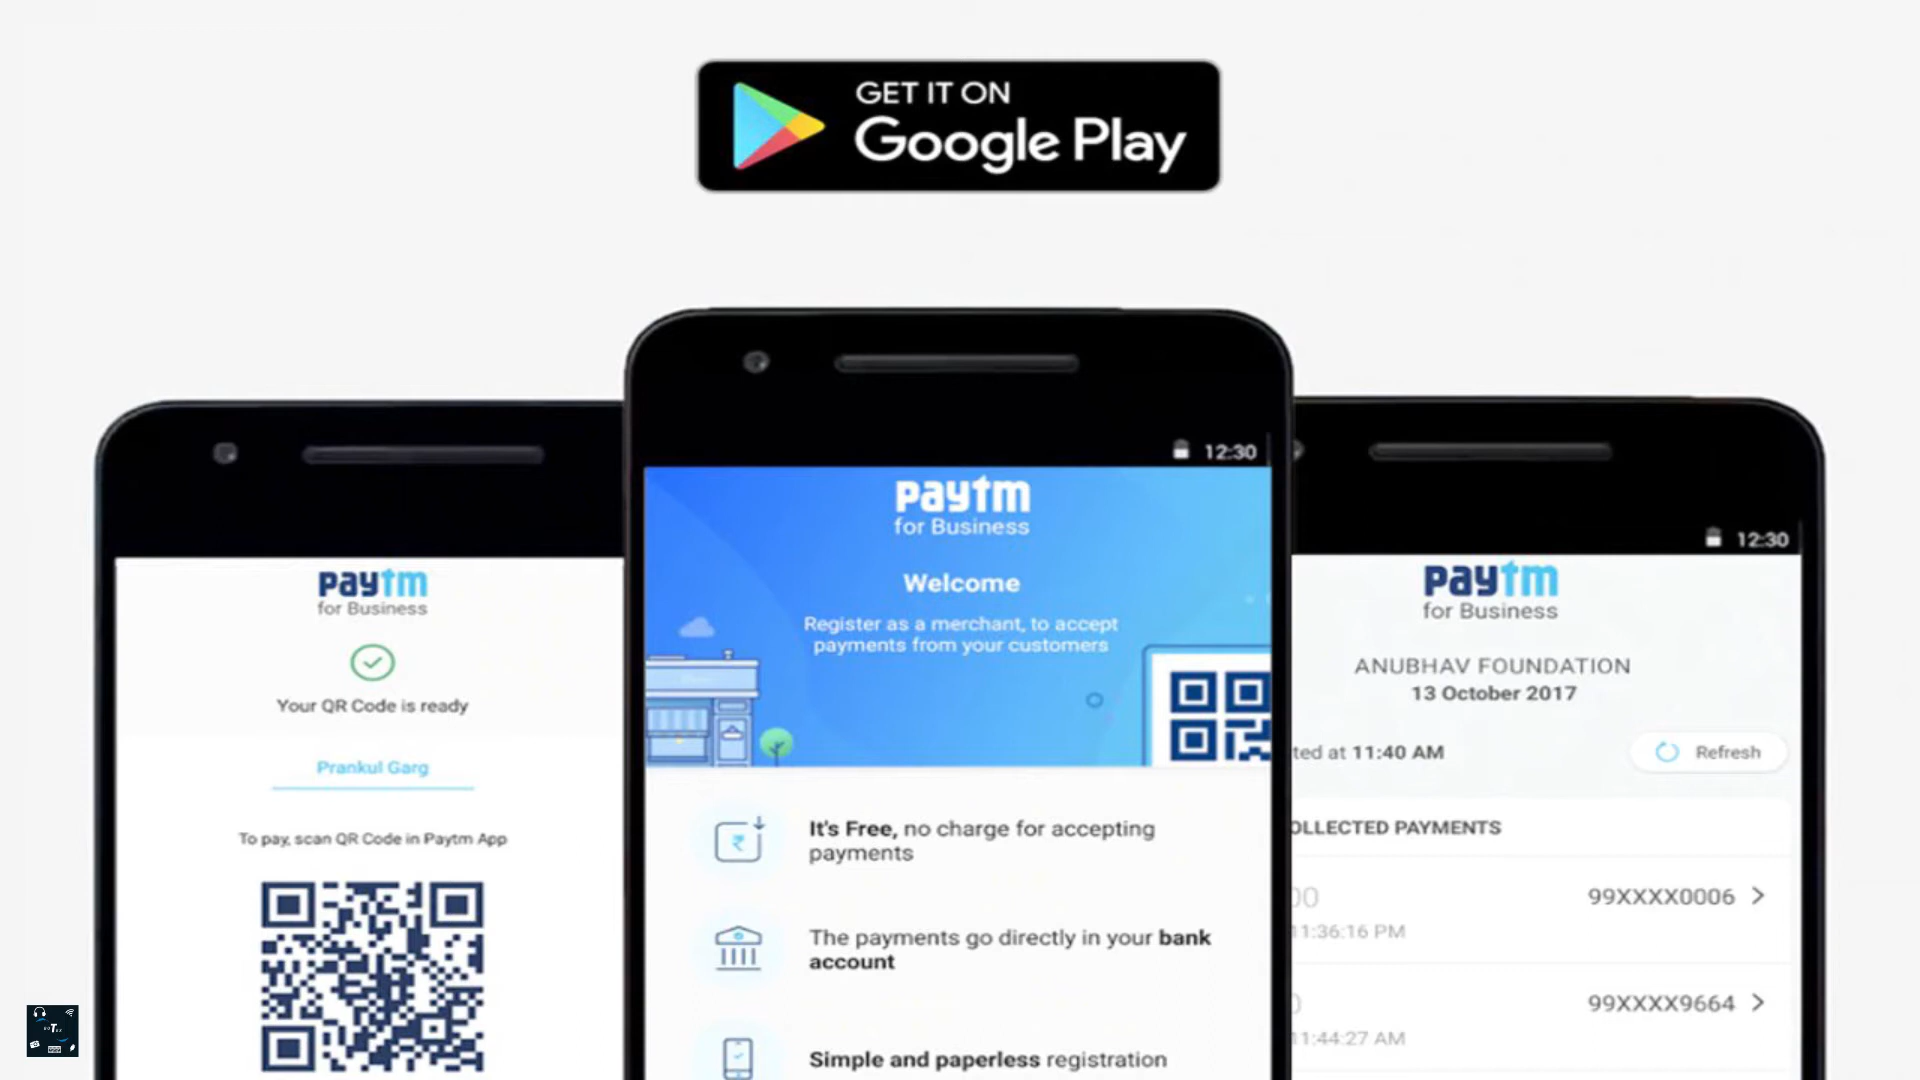 GET IT ON
Google Play
paytm
for Business
Your QR Code is ready
Prankul Garg
To pay, scan QR Code in Paytm App
12:30
paytm
for Business
Welcome
Register as a merchant, to accept
payments from your customers
It's Free, no charge for accepting
payments
The payments go directly in your bank
account
Simple and paperless registration
12:30
paytm
for Business
ANUBHAV FOUNDATION
13 October 2017
ted at 11:40 AM
Refresh
OLLECTED PAYMENTS
00
99XXXX0006
11:36:16 PM
0
99XXXX9664
11:44:27 AM